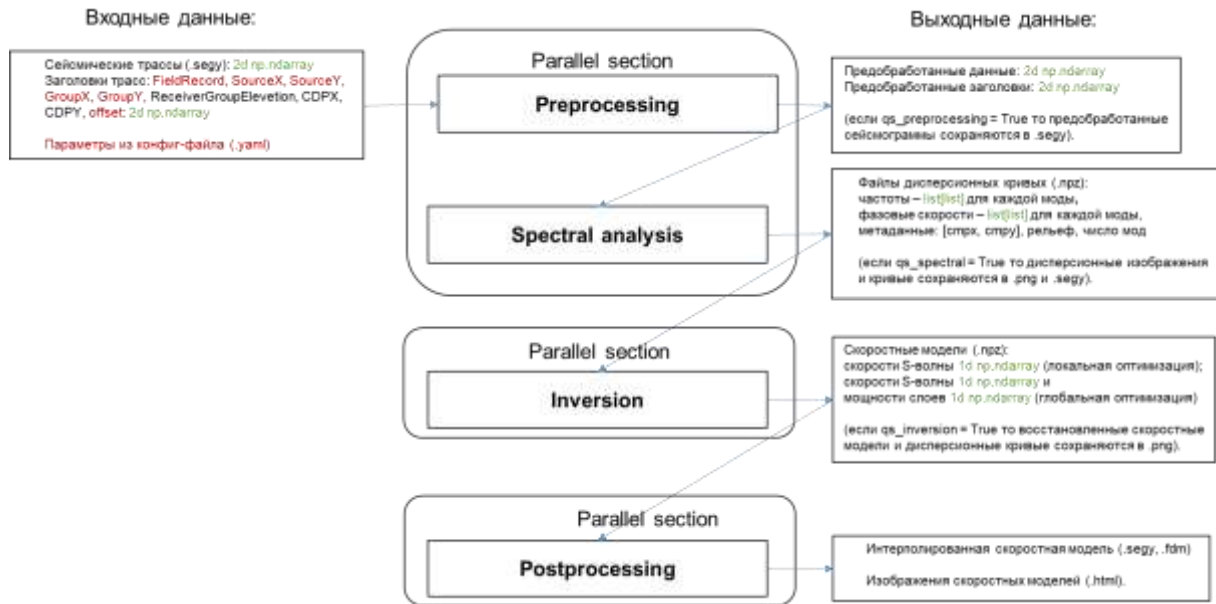 Входные данные:
Сейсмические трассы (.segy): 2d np.ndarray
Заголовки трасс: FieldRecord, SourceX, SourceY,
GroupX, GroupY, ReceiverGroupElevetion, CDPX,
CDPY, offset: 2d np.ndarray
Параметры из конфиг-файла (.yaml)
Parallel section
Preprocessing
Spectral analysis
Parallel section
Inversion
Parallel section
Postprocessing
Выходные данные:
Предобработанные данные: 2d np.ndarray
Предобработанные заголовки: 2d np.ndarray
(если qs_preprocessing = True то предобработанные
сейсмограммы сохраняются в .segy).
Файлы дисперсионных кривых (.npz):
частоты – list[list] для каждой моды,
фазовые скорости – list[list] для каждой моды,
метаданные: [cmpx, cmpy], рельеф, число мод
(если qs_spectral = True то дисперсионные изображения
и кривые сохраняются в .png и .segy).
Скоростные модели (.npz):
скорости S-волны 1d np.ndarray (локальная оптимизация);
скорости S-волны 1d np.ndarray и
мощности слоев 1d np.ndarray (глобальная оптимизация)
(если qs_inversion = True то восстановленные скоростные
модели и дисперсионные кривые сохраняются в .png).
Интерполированная скоростная модель (.segy, .fdm)
Изображения скоростных моделей (.html).